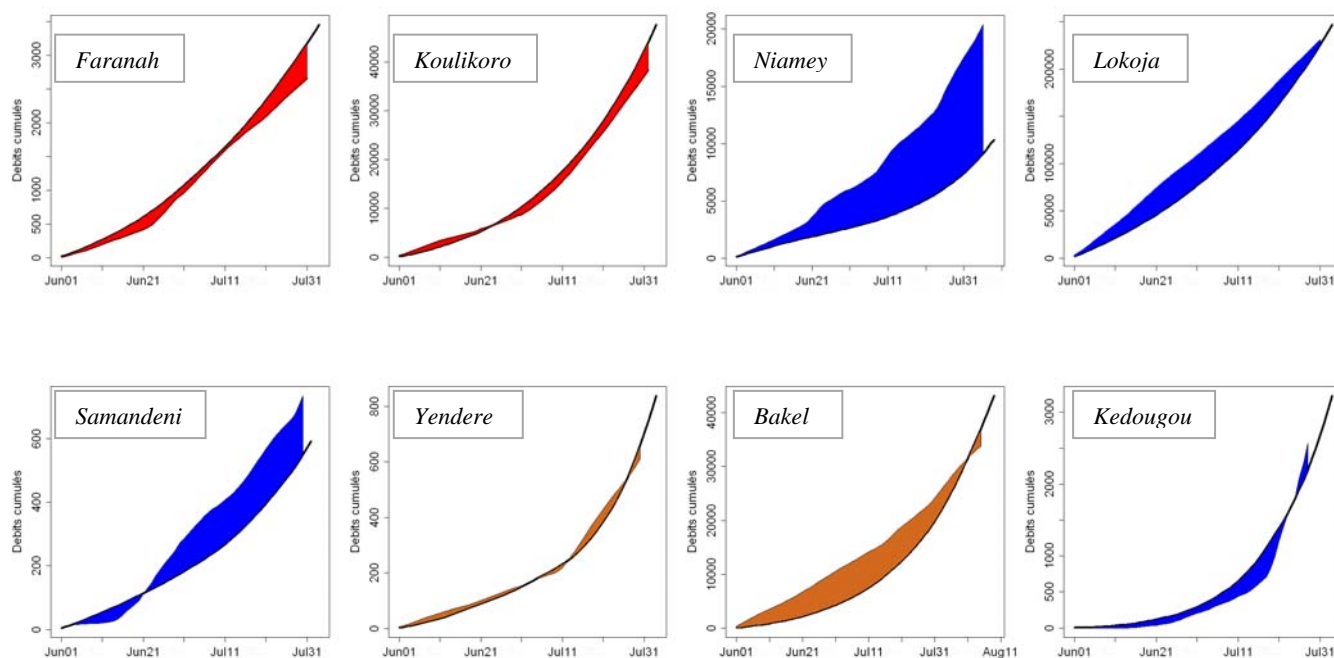 Faranah
Debits cumulés
3000
2000
1000
500
0
Jun01 Jun21 Jul11 Jul31
Koulikoro
Debits cumulés
40000
30000
20000
10000
0
Jun01 Jun21 Jul11 Jul31
Niamey
Debits cumulés
20000
15000
10000
5000
0
Jun01 Jun21 Jul11 Jul31
Lokoja
Debits cumulés
200000
100000
50000
0
Jun01 Jun21 Jul11 Jul31
Samandeni
Debits cumulés
600
400
200
0
Jun01 Jun21 Jul11 Jul31
Yendere
Debits cumulés
800
600
400
200
0
Jun01 Jun21 Jul11 Jul31
Bakel
Debits cumulés
40000
30000
20000
10000
0
Jun01 Jun21 Jul11 Jul31 Aug11
Kedougou
Debits cumulés
3000
2000
1000
500
0
Jun01 Jun21 Jul11 Jul31